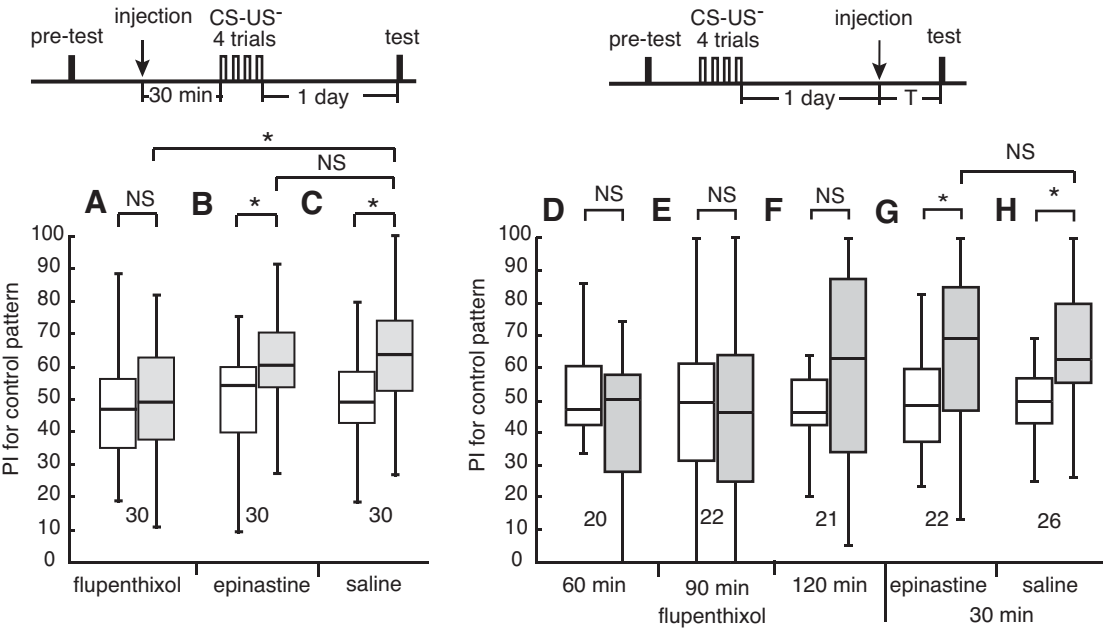 injection
CS-US-
pre-test
4 trials
test
30 min
1 day
*
NS
A
NS
B
*
C
*
PI for control pattern
100
90
80
70
60
50
40
30
20
10
0
30
30
30
flupenthixol
epinastine
saline
CS-US-
injection
pre-test
4 trials
test
1 day
T
NS
D
NS
E
NS
F
NS
G
*
H
*
PI for control pattern
100
90
80
70
60
50
40
30
20
10
0
20
22
21
22
26
60 min
90 min
120 min
epinastine
saline
flupenthixol
30 min